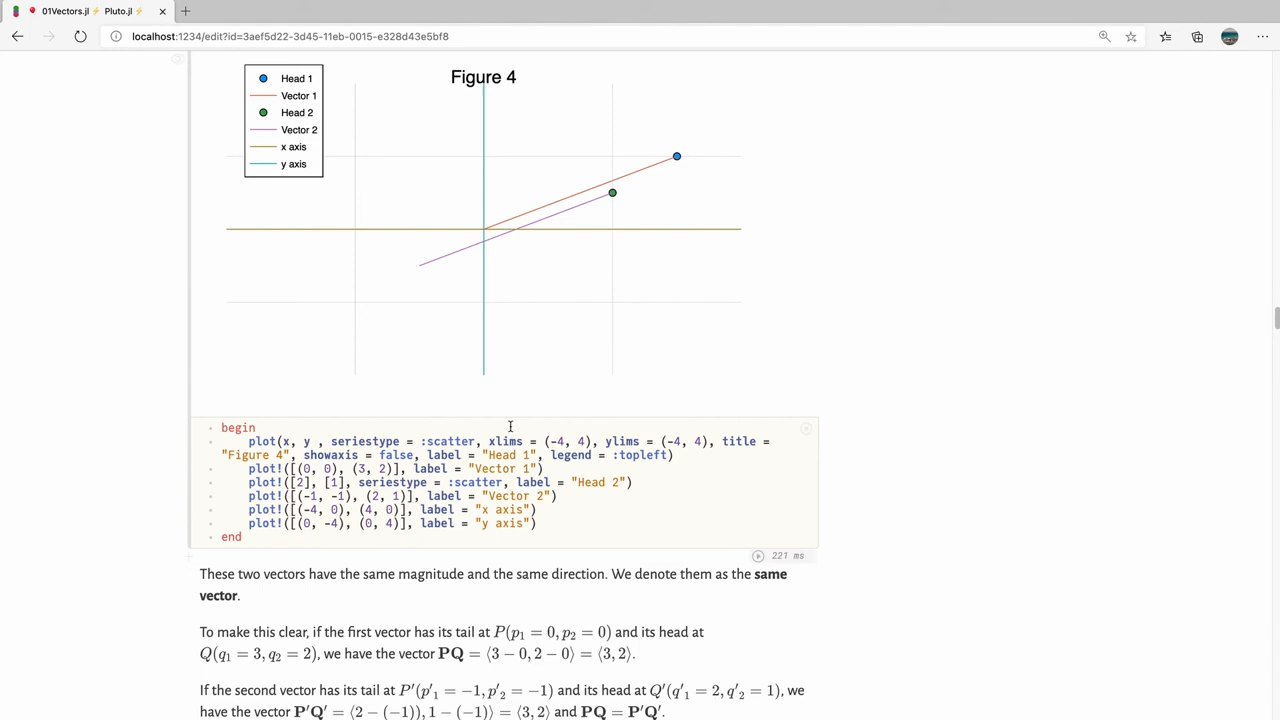 01Vectors.jl ⚡ Pluto.jl ⚡
localhost:1234/edit?id=3aef5d22-3d45-11eb-0015-e328d43e5bf8
Figure 4
Head 1
Vector 1
Head 2
Vector 2
x axis
y axis
begin
plot(x, y , seriestype = :scatter, xlims = (-4, 4), ylims = (-4, 4), title =
"Figure 4", showaxis = false, label = "Head 1", legend = :topleft)
plot!([(0, 0), (3, 2)], label = "Vector 1")
plot!([2], [1], seriestype = :scatter, label = "Head 2")
plot!([(-1, -1), (2, 1)], label = "Vector 2")
plot!([(-4, 0), (4, 0)], label = "x axis")
plot!([(0, -4), (0, 4)], label = "y axis")
end
221 ms
These two vectors have the same magnitude and the same direction. We denote them as the same
vector.
To make this clear, if the first vector has its tail at P(p₁ = 0, p₂ = 0) and its head at
Q(q₁ = 3, q₂ = 2), we have the vector PQ = ⟨3 − 0, 2 − 0⟩ = ⟨3, 2⟩.
If the second vector has its tail at P′(p′₁ = −1, p′₂ = −1) and its head at Q′(q′₁ = 2, q′₂ = 1), we
have the vector P′Q′ = ⟨2 − (−1)), 1 − (−1)⟩ = ⟨3, 2⟩ and PQ = P′Q′.